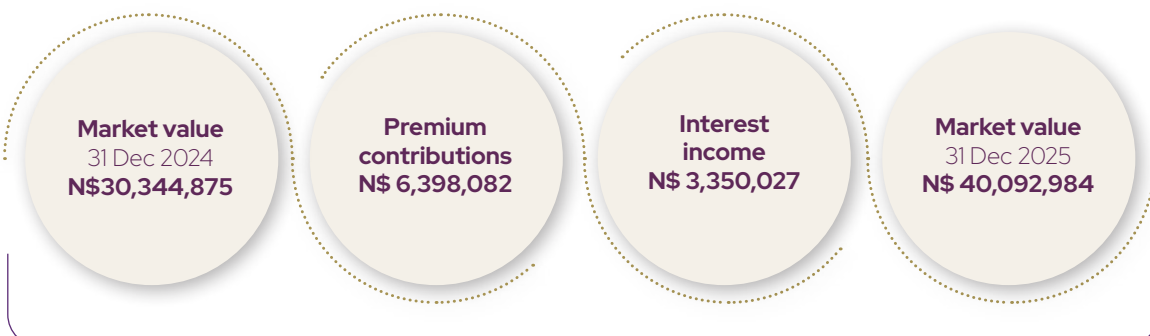 Market value
31 Dec 2024
N$30,344,875
Premium
contributions
N$ 6,398,082
Interest
income
N$ 3,350,027
Market value
31 Dec 2025
N$ 40,092,984